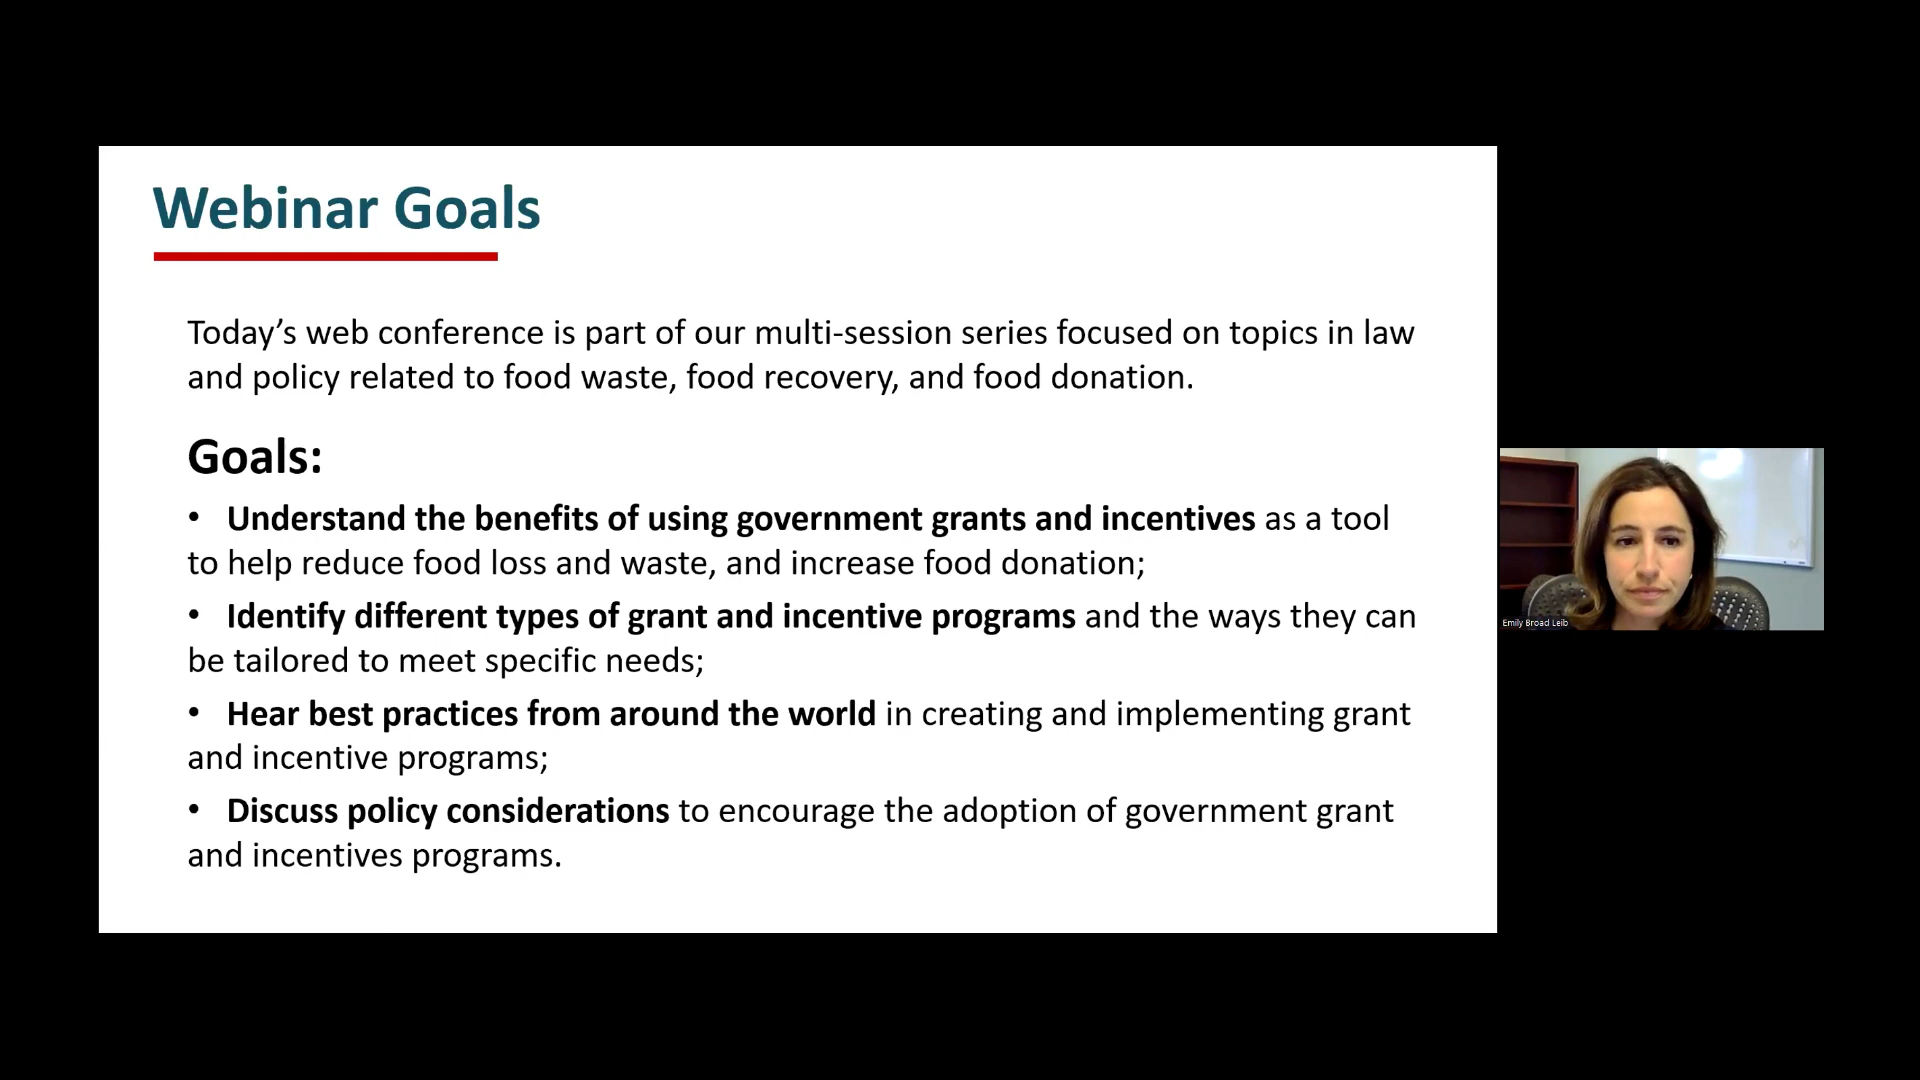 Webinar Goals
Today’s web conference is part of our multi-session series focused on topics in law
and policy related to food waste, food recovery, and food donation.
Goals:
• Understand the benefits of using government grants and incentives as a tool
to help reduce food loss and waste, and increase food donation;
• Identify different types of grant and incentive programs and the ways they can
be tailored to meet specific needs;
• Hear best practices from around the world in creating and implementing grant
and incentive programs;
• Discuss policy considerations to encourage the adoption of government grant
and incentives programs.
Emily Broad Leib